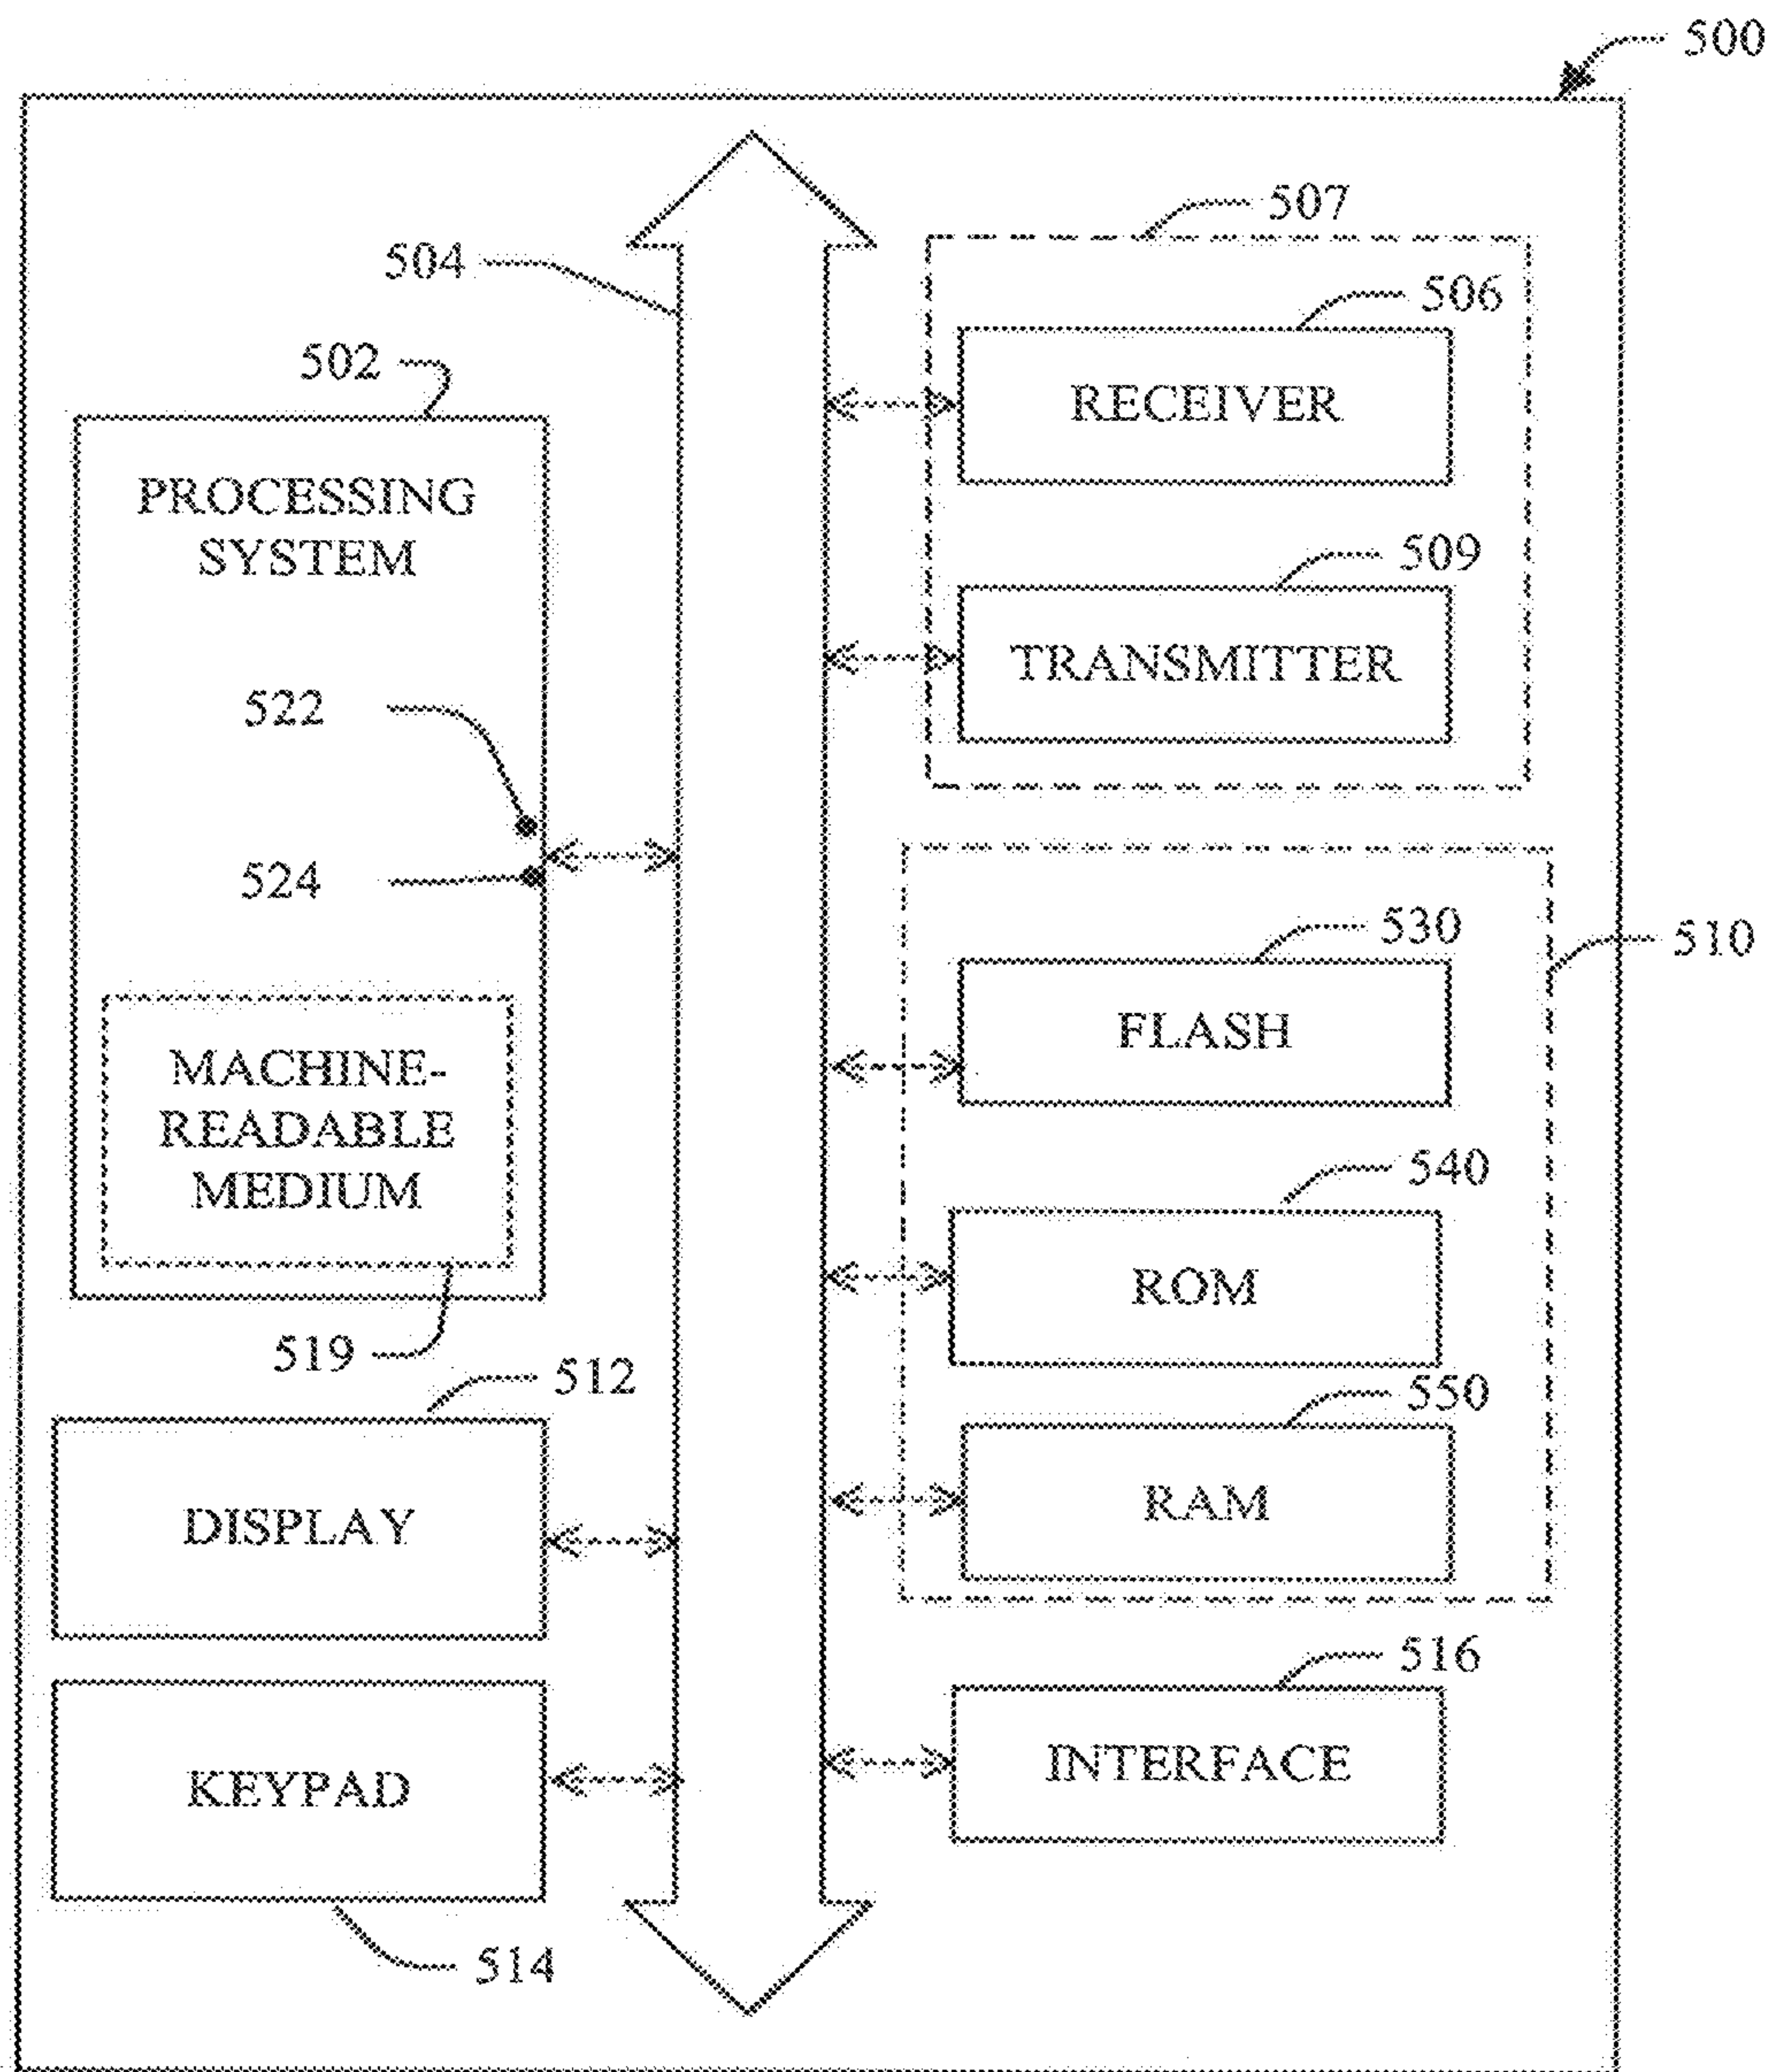 500
507
504
506
502
RECEIVER
PROCESSING
SYSTEM
509
TRANSMITTER
522
524
530
510
FLASH
MACHINE-
READABLE
MEDIUM
540
ROM
519
512
550
RAM
DISPLAY
516
INTERFACE
KEYPAD
514